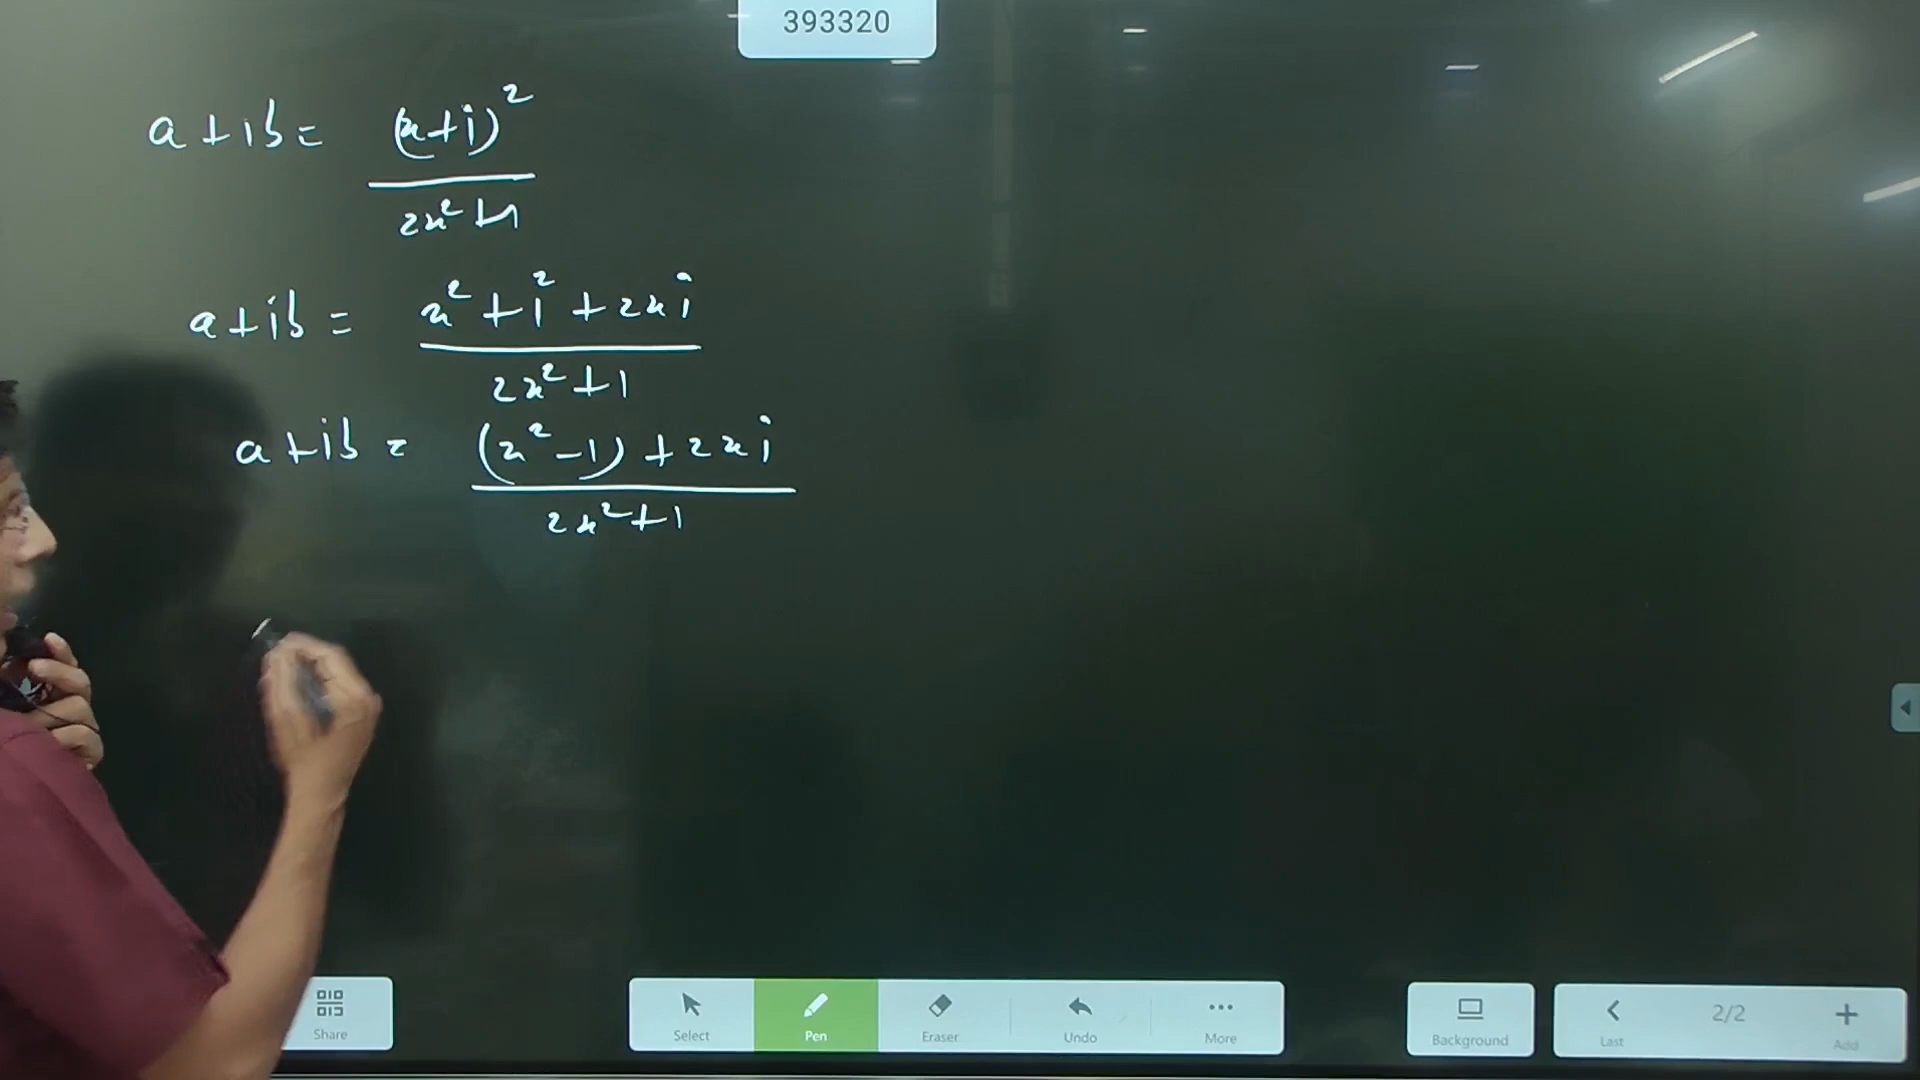 393320
a+ib = (x+i)²
2x²+1
a+ib = x²+i²+2xi
2x²+1
a+ib = (x²-1)+2xi
2x²+1
Share
Select
Pen
Eraser
Undo
More
Background
Last
2/2
Add